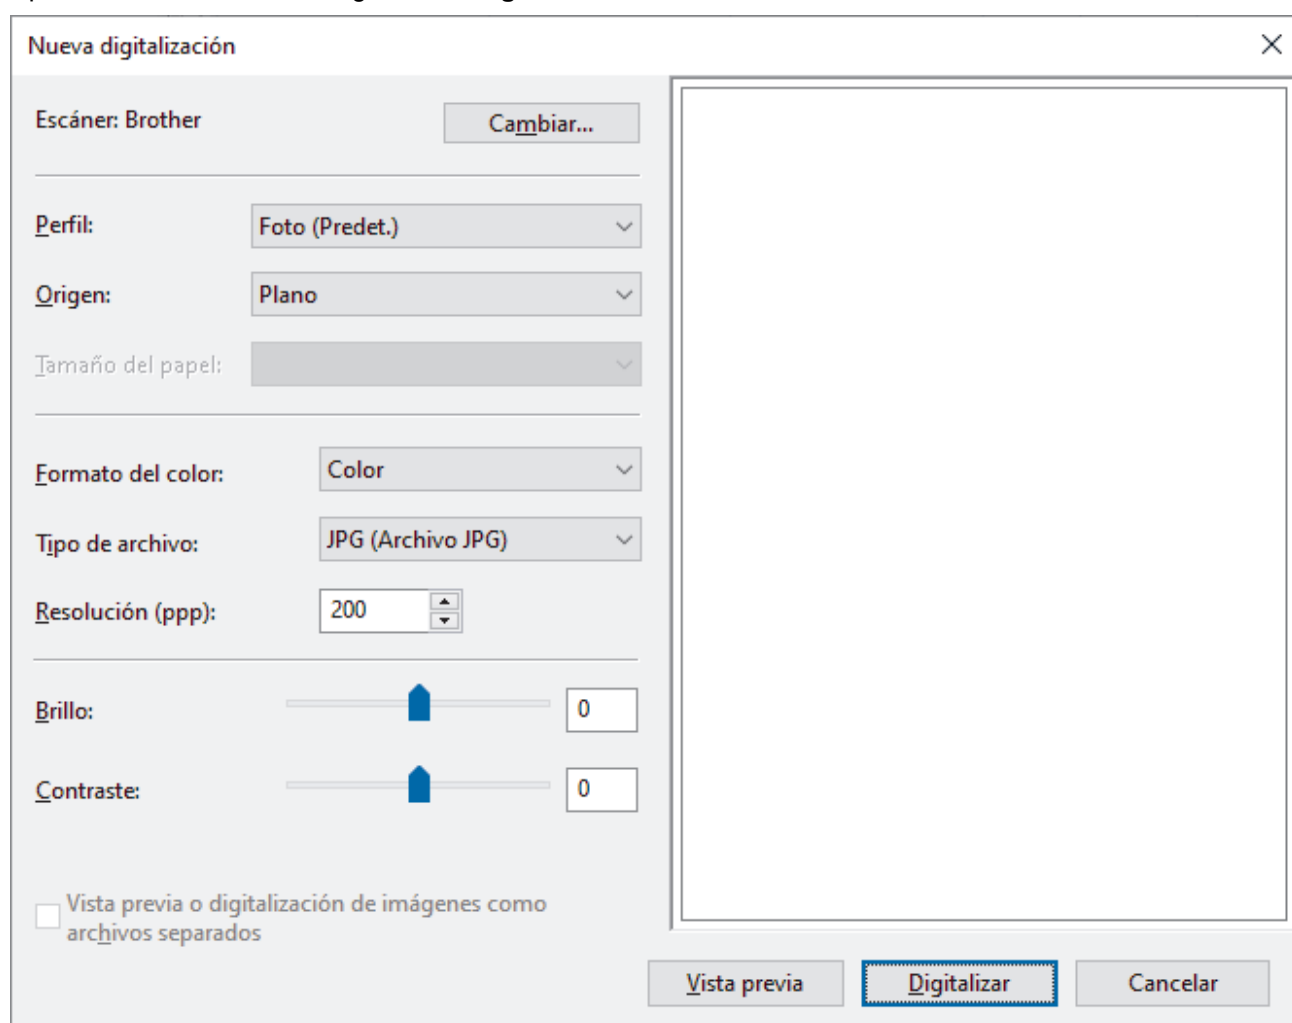 Nueva digitalización
Escáner: Brother
Cambiar...
Perfil:
Foto (Predet.)
Origen:
Plano
Tamaño del papel:
Formato del color:
Color
Tipo de archivo:
JPG (Archivo JPG)
Resolución (ppp):
200
Brillo:
0
Contraste:
0
Vista previa o digitalización de imágenes como
archivos separados
Vista previa
Digitalizar
Cancelar